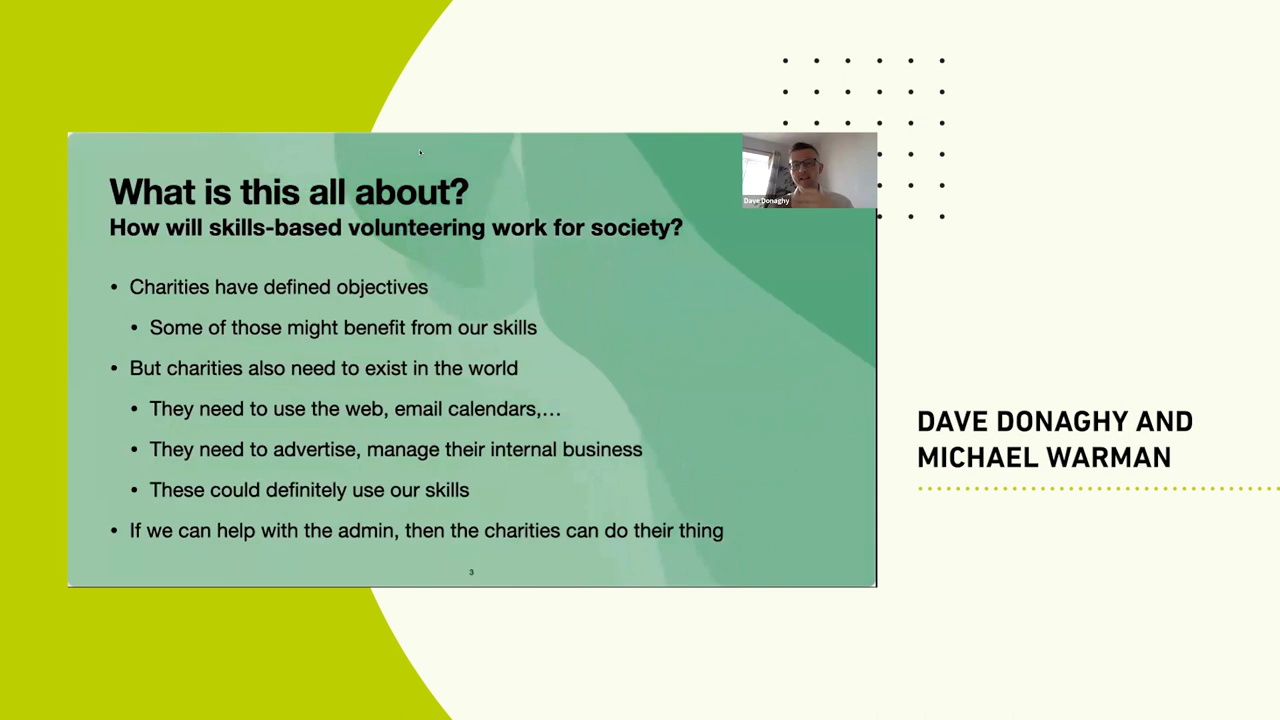 What is this all about?
How will skills-based volunteering work for society?
• Charities have defined objectives
• Some of those might benefit from our skills
• But charities also need to exist in the world
• They need to use the web, email calendars,…
• They need to advertise, manage their internal business
• These could definitely use our skills
• If we can help with the admin, then the charities can do their thing
3
Dave Donaghy
DAVE DONAGHY AND
MICHAEL WARMAN